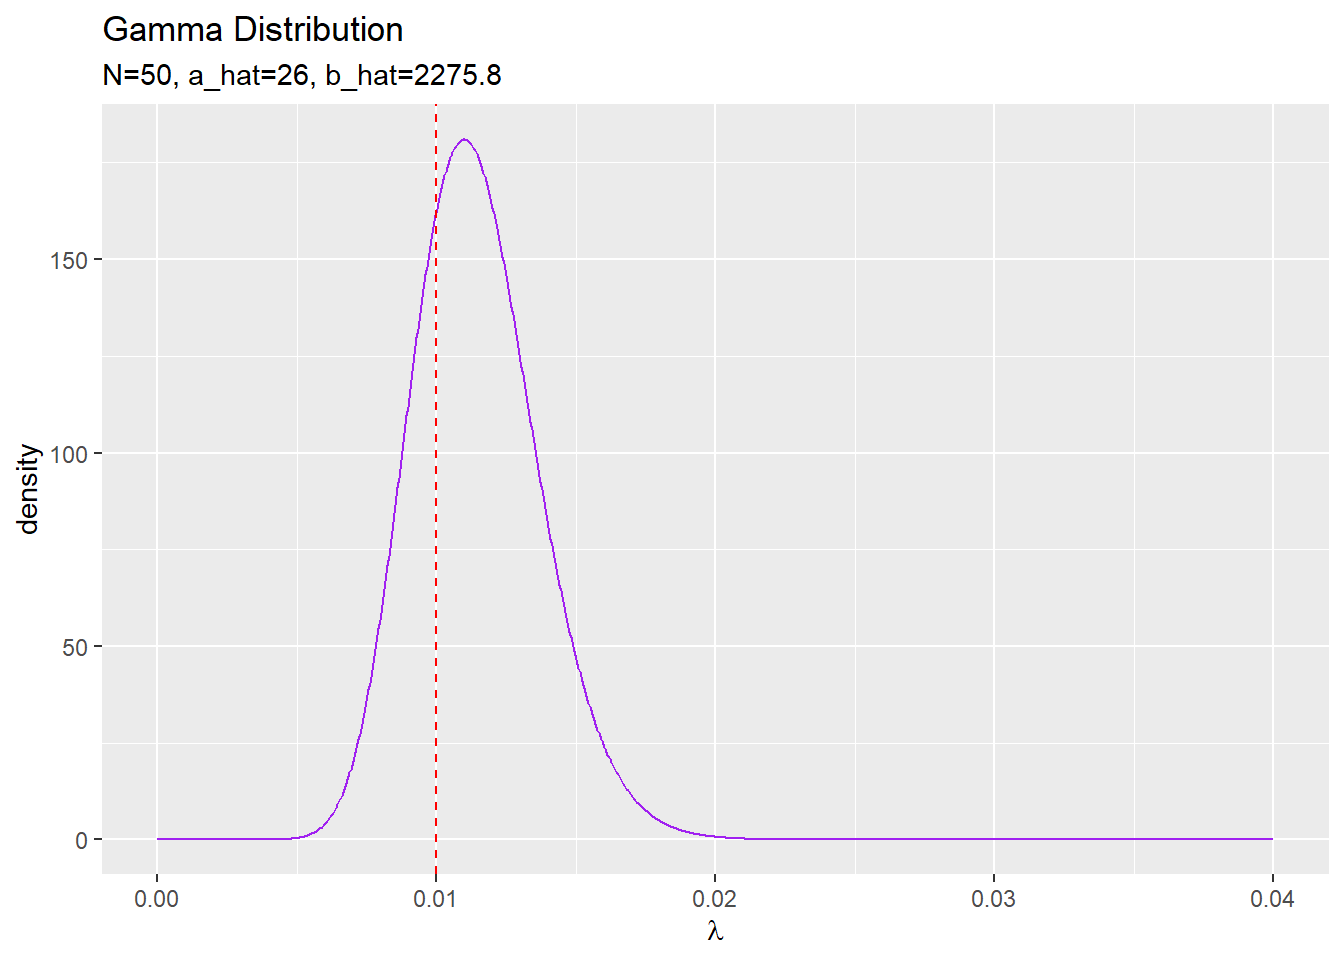 Gamma Distribution
N=50, a_hat=26, b_hat=2275.8
density
150
100
50
0
0.00 0.01 0.02 0.03 0.04
λ